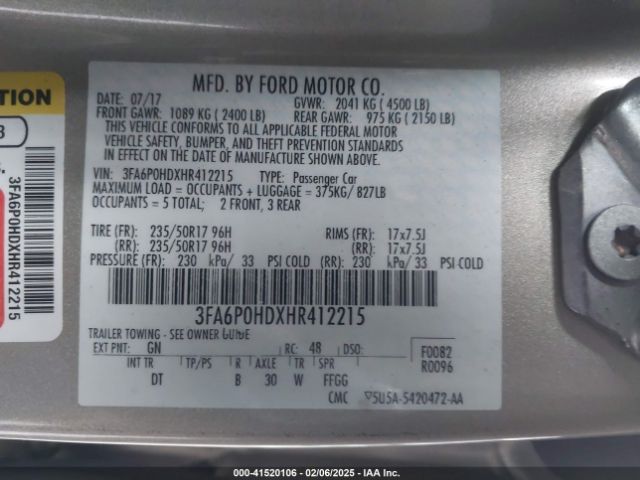 TION
3
3FA6P0HDXHR412215
MFD. BY FORD MOTOR CO.
DATE: 07/17 GVWR: 2041 KG ( 4500 LB)
FRONT GAWR: 1089 KG ( 2400 LB) REAR GAWR: 975 KG ( 2150 LB)
THIS VEHICLE CONFORMS TO ALL APPLICABLE FEDERAL MOTOR
VEHICLE SAFETY, BUMPER, AND THEFT PREVENTION STANDARDS
IN EFFECT ON THE DATE OF MANUFACTURE SHOWN ABOVE.
VIN: 3FA6P0HDXHR412215 TYPE: Passenger Car
MAXIMUM LOAD = OCCUPANTS + LUGGAGE = 375KG/ 827LB
OCCUPANTS = 5 TOTAL; 2 FRONT, 3 REAR
TIRE (FR): 235/50R17 96H RIMS (FR): 17x7.5J
(RR): 235/50R17 96H (RR): 17x7.5J
PRESSURE (FR): 230 kPa/ 33 PSI COLD (RR): 230 kPa/ 33 PSI COLD
3FA6P0HDXHR412215
TRAILER TOWING - SEE OWNER GUIDE
EXT PNT: GN RC: 48 DSO: F0082
INT TR TP/PS R AXLE TR SPR R0096
DT B 30 W FFGG
CMC 5U5A-5420472-AA
000-41520106 - 02/06/2025 - IAA Inc.